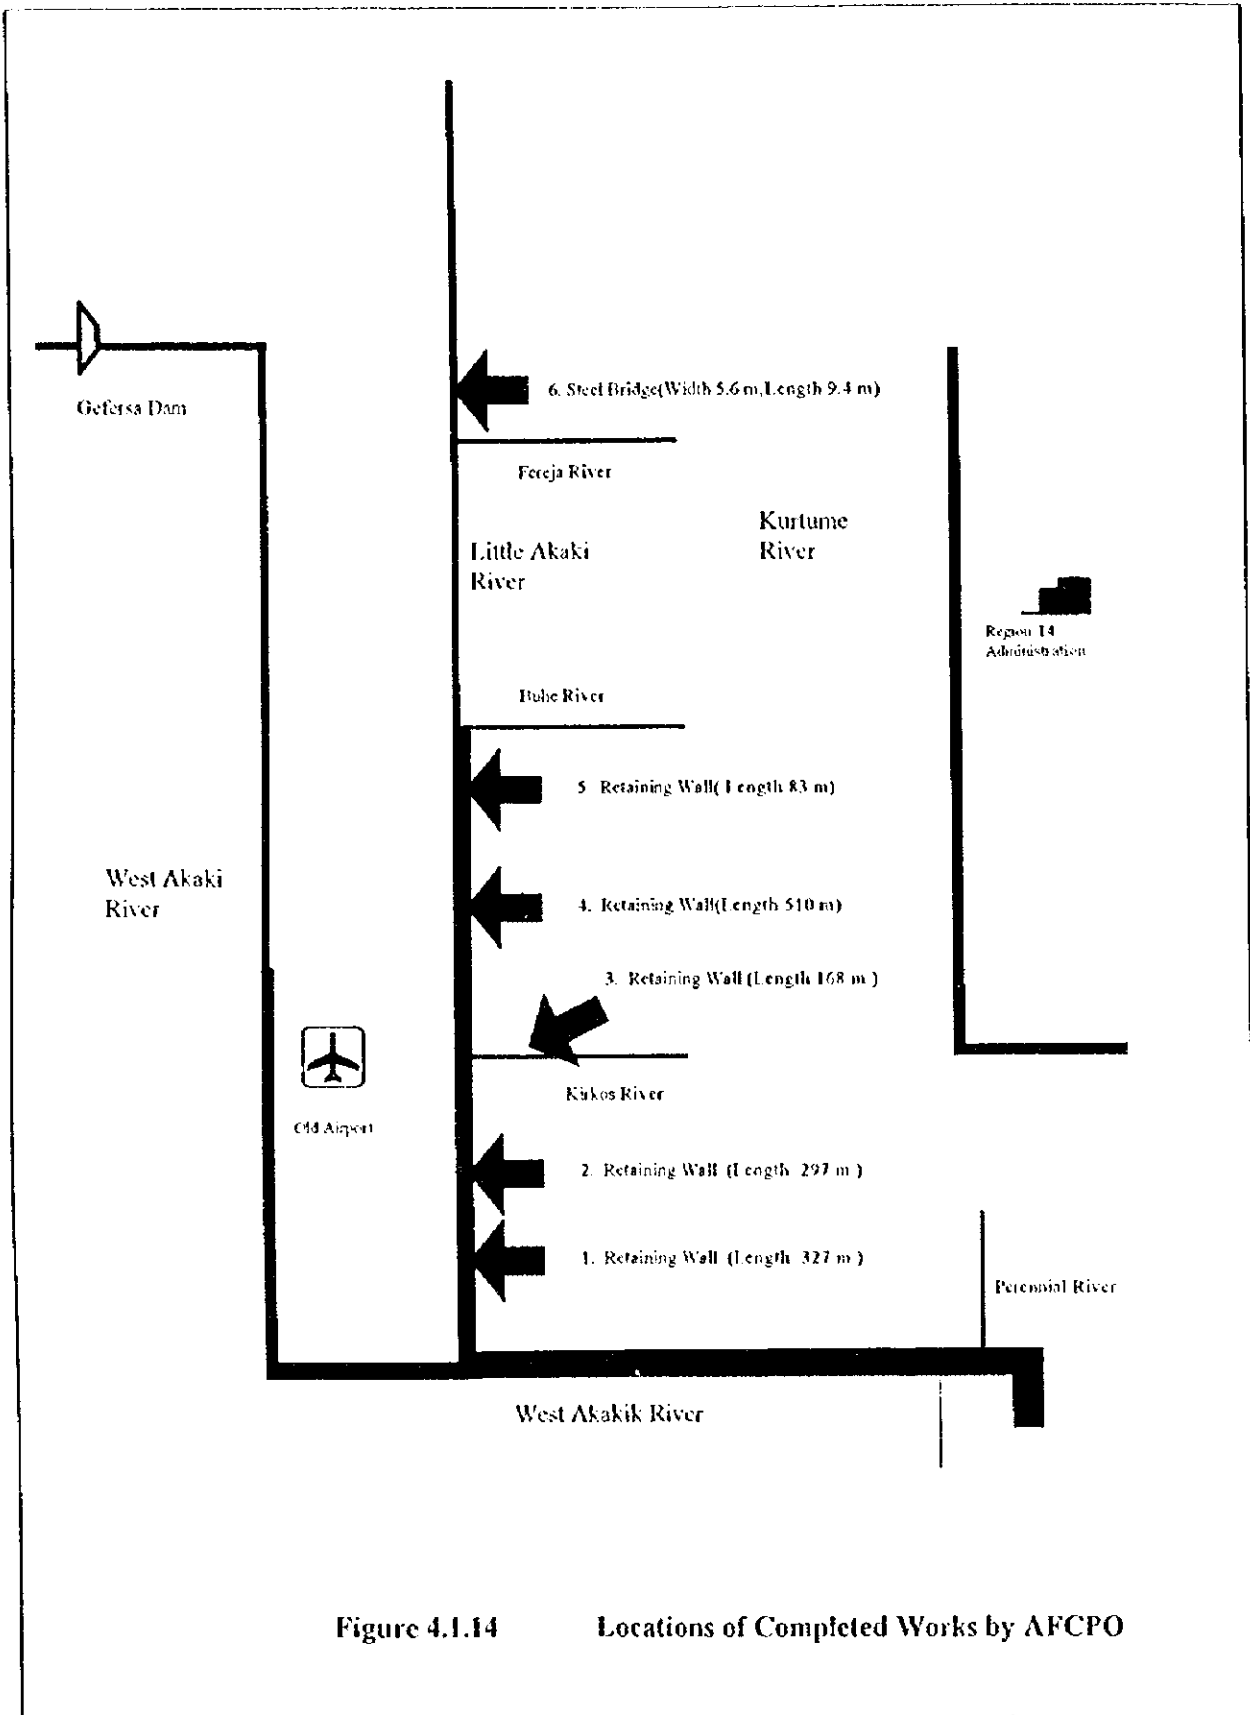 6. Steel Bridge(Width 5.6 m,Length 9.4 m)
Gefersa Dam
Fereja River
Kurtume
River
Little Akaki
River
Region 14
Administration
Buhe River
5 Retaining Wall( Length 83 m)
West Akaki
River
4. Retaining Wall(Length 510 m)
3. Retaining Wall (Length 168 m )
Kirkos River
Old Airport
2. Retaining Wall (Length 297 m )
1. Retaining Wall (Length 327 m )
Perennial River
West Akakik River
Figure 4.1.14 Locations of Completed Works by AFCPO